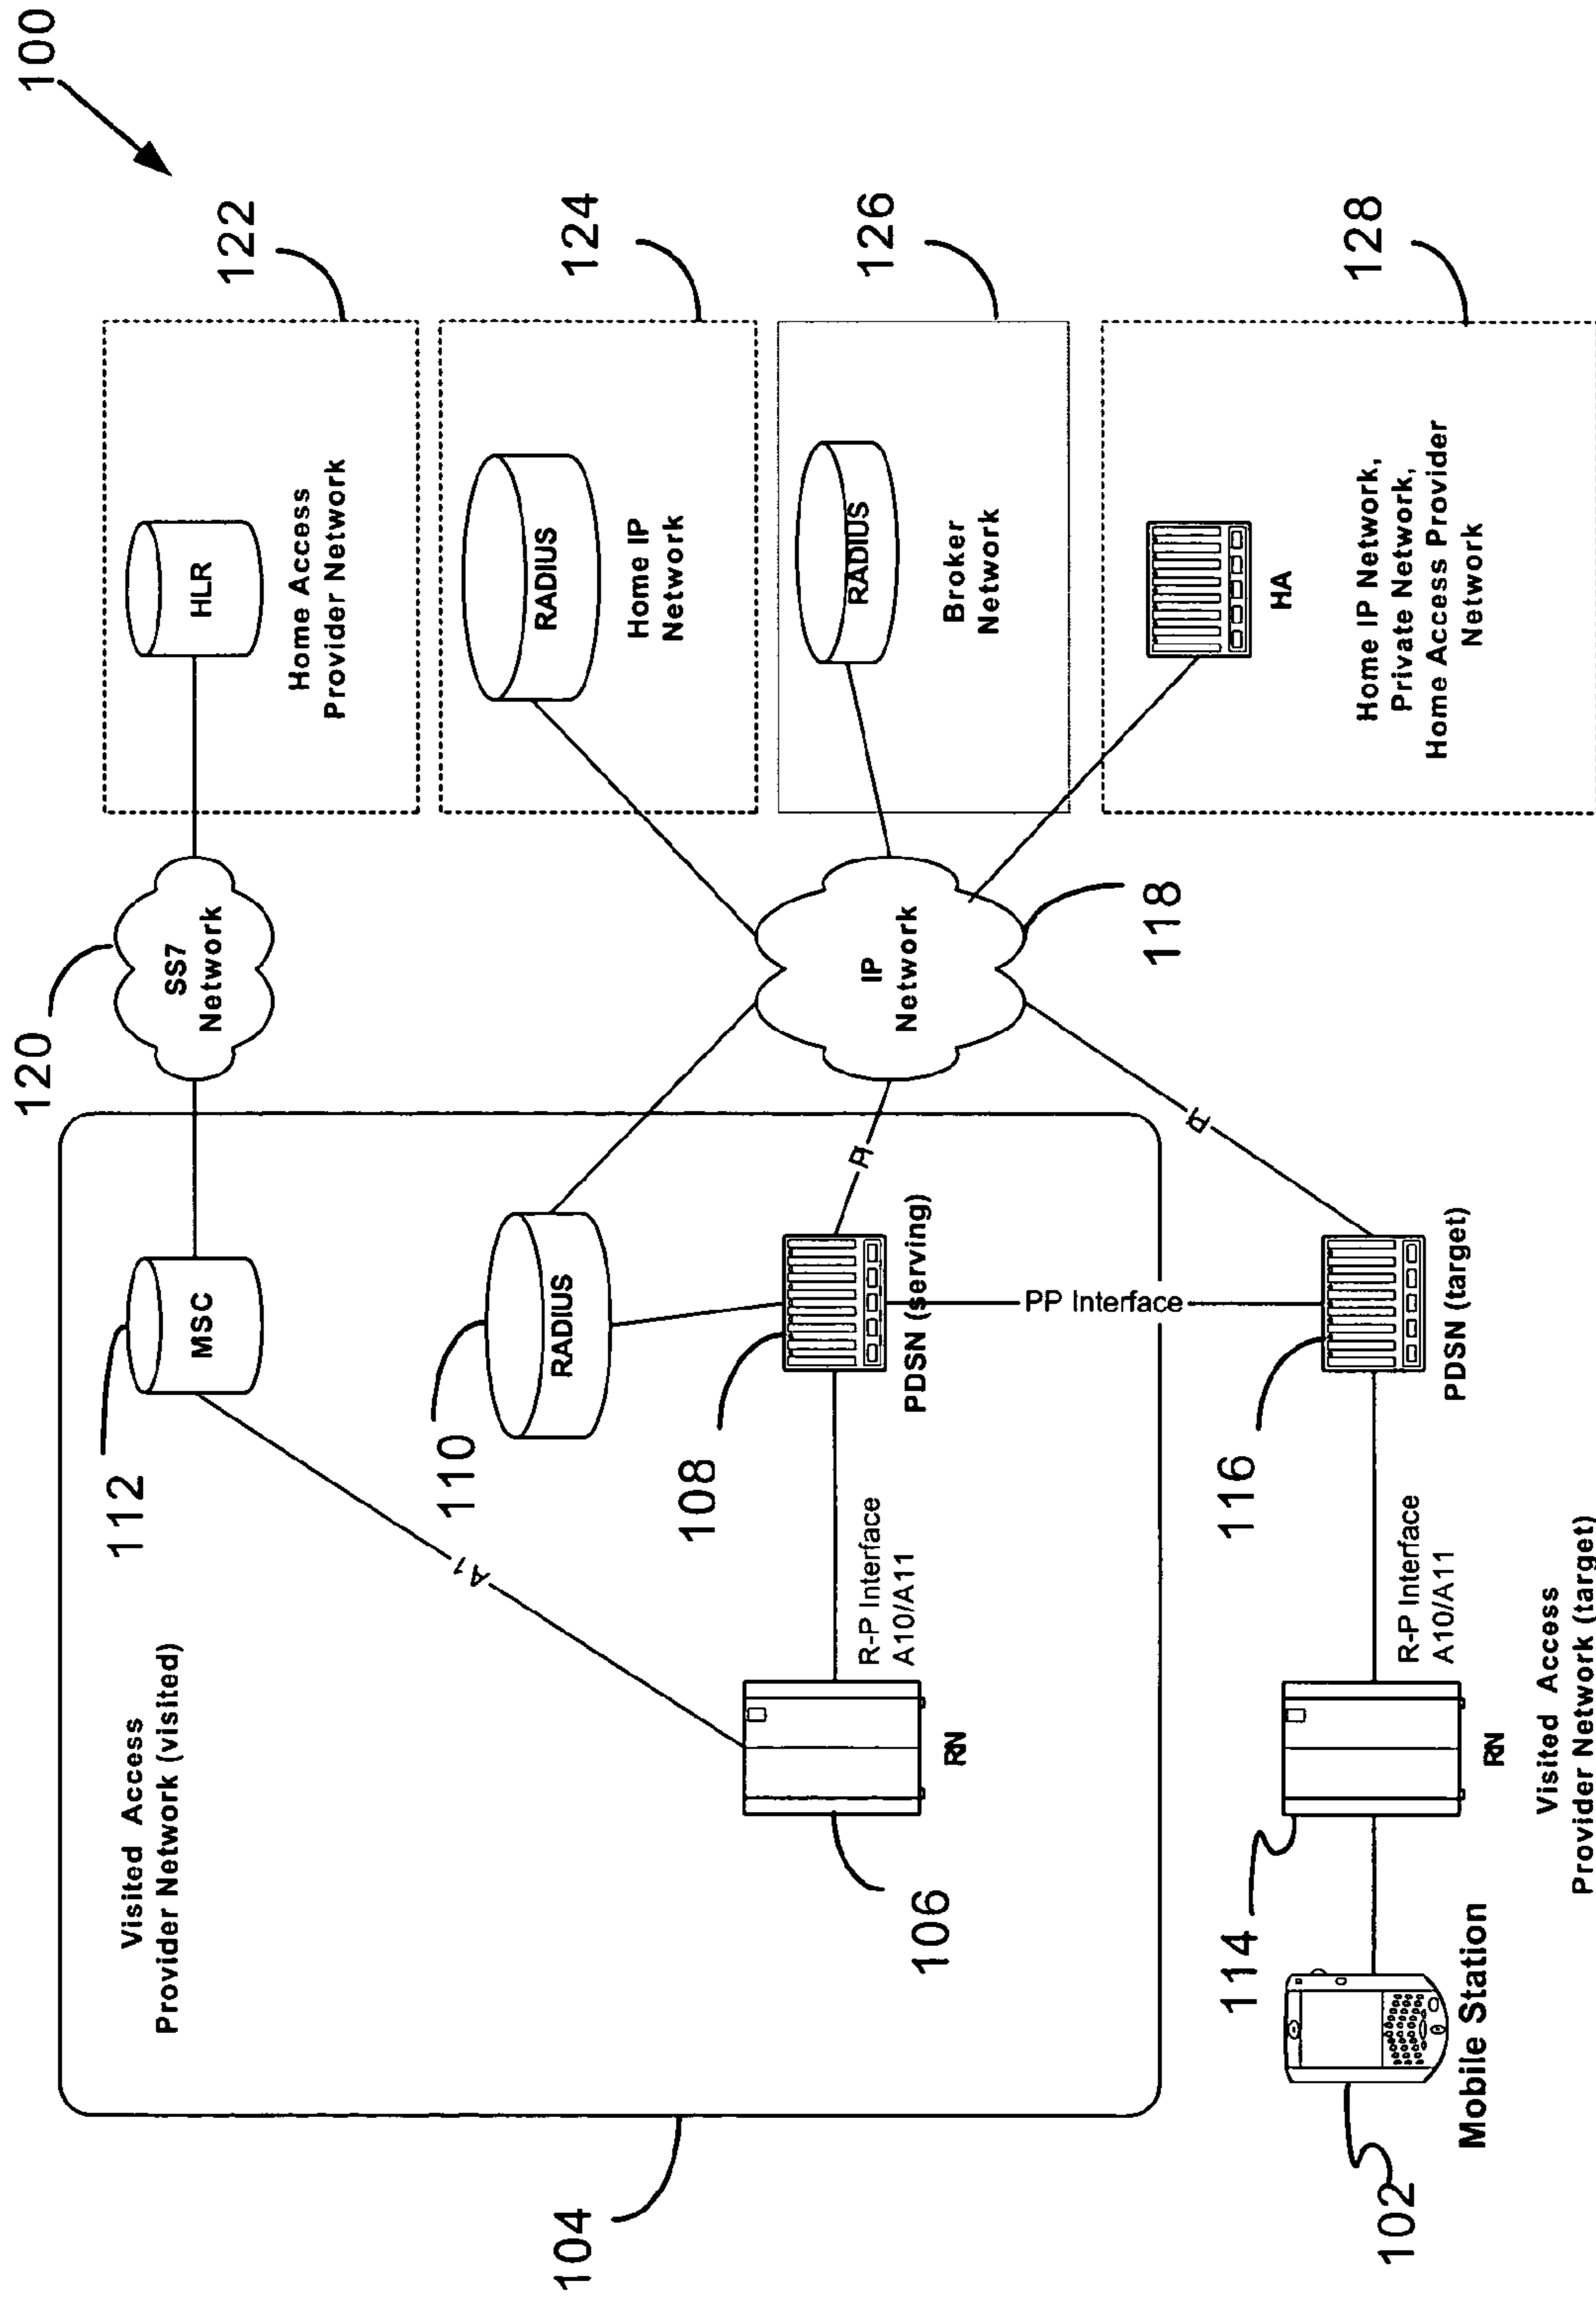 100
120
122
Visited Access
Provider Network (visited)
112
MSC
SS7
Network
HLR
Home Access
Provider Network
A1
110
RADIUS
124
RADIUS
Home IP
Network
104
106
RN
R-P Interface
A10/A11
108
PDSN (serving)
PI
IP
Network
118
126
RADIUS
Broker
Network
PP Interface
PI
128
HA
Home IP Network,
Private Network,
Home Access Provider
Network
102
Mobile Station
114
RN
R-P Interface
A10/A11
116
PDSN (target)
Visited Access
Provider Network (target)